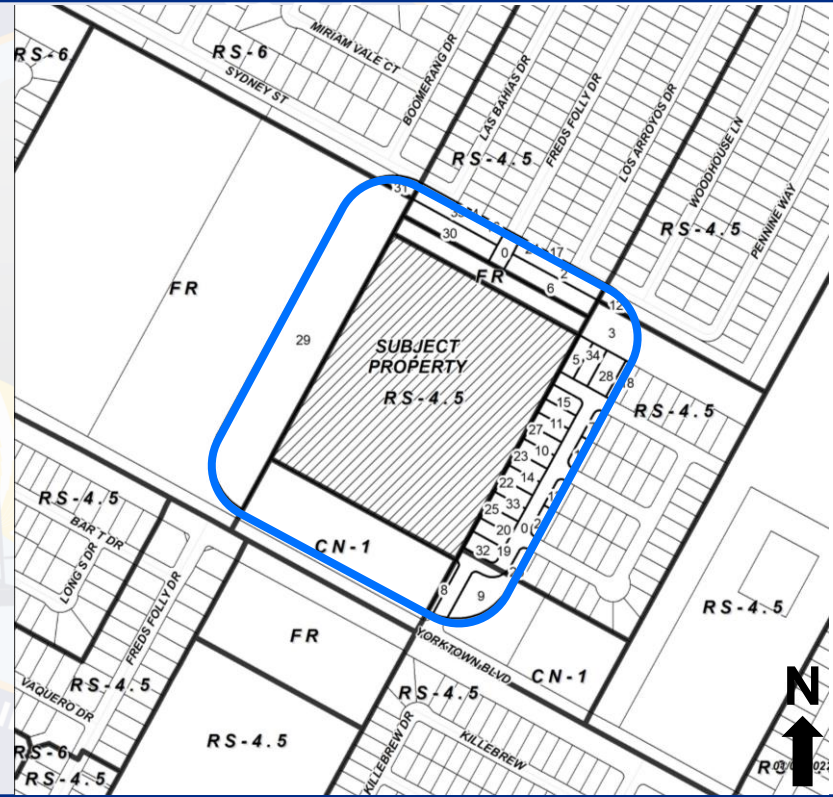 MIRIAM VALE CT
RS-6
RS-6
SYDNEY ST
BOOMERANG DR
LAS BAHIAS DR
FREDS FOLLY DR
LOS ARROYOS DR
WOODHOUSE LN
PENNINE WAY
RS-4.5
RS-4.5
31
30
0
17
2
6
12
FR
FR
3
29
SUBJECT
PROPERTY
RS-4.5
5
34
28
RS-4.5
15
11
27
10
23
14
22
33
25
20
32
19
RS-4.5
BAR T DR
LONG S DR
FREDS FOLLY DR
CN-1
8
9
RS-4.5
FR
YORKTOWN BLVD
CN-1
RS-4.5
VAQUERO DR
RS-4.5
RS-4.5
KILLEBREW DR
KILLEBREW
N
RS-6
RS-4.5